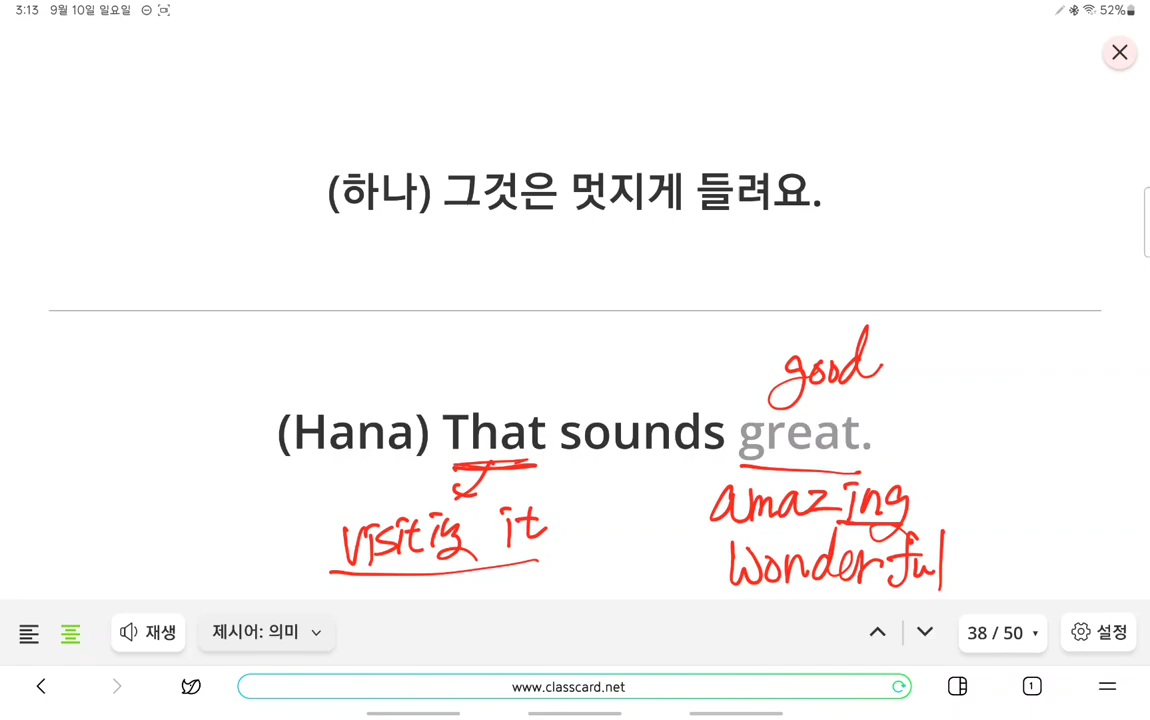 3:13 9월 10일 일요일 52%
(하나) 그것은 멋지게 들려요.
good
(Hana) That sounds great.
amazing
visitig it
wonderful
재생 제시어: 의미 38 / 50 설정
www.classcard.net 1